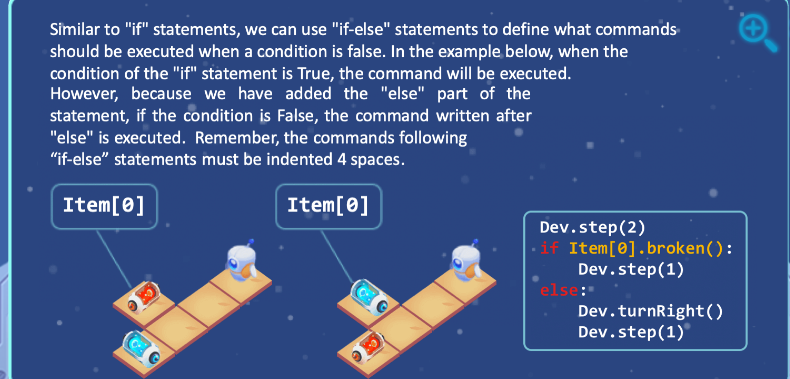 Similar to "if" statements, we can use "if-else" statements to define what commands
should be executed when a condition is false. In the example below, when the
condition of the "if" statement is True, the command will be executed.
However, because we have added the "else" part of the
statement, if the condition is False, the command written after
"else" is executed. Remember, the commands following
“if-else” statements must be indented 4 spaces.
Item[0]
Item[0]
Dev.step(2)
if Item[0].broken():
    Dev.step(1)
else:
    Dev.turnRight()
    Dev.step(1)